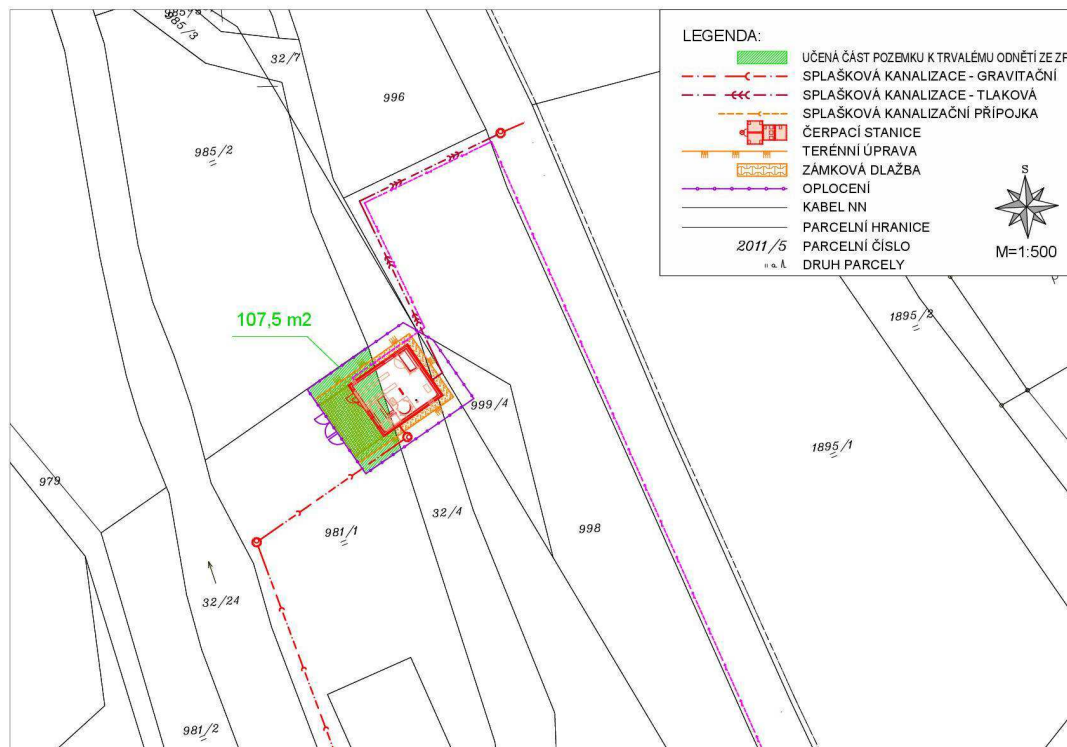 985/3
32/7
996
985/2
107,5 m2
999/4
979
981/1
32/4
998
32/24
981/2
1895/2
1895/1
LEGENDA:
UČENÁ ČÁST POZEMKU K TRVALÉMU ODNĚTÍ ZE ZP
SPLAŠKOVÁ KANALIZACE - GRAVITAČNÍ
SPLAŠKOVÁ KANALIZACE - TLAKOVÁ
SPLAŠKOVÁ KANALIZAČNÍ PŘÍPOJKA
ČERPACÍ STANICE
TERÉNNÍ ÚPRAVA
ZÁMKOVÁ DLAŽBA
OPLOCENÍ
KABEL NN
PARCELNÍ HRANICE
2011/5 PARCELNÍ ČÍSLO
DRUH PARCELY
S
M=1:500